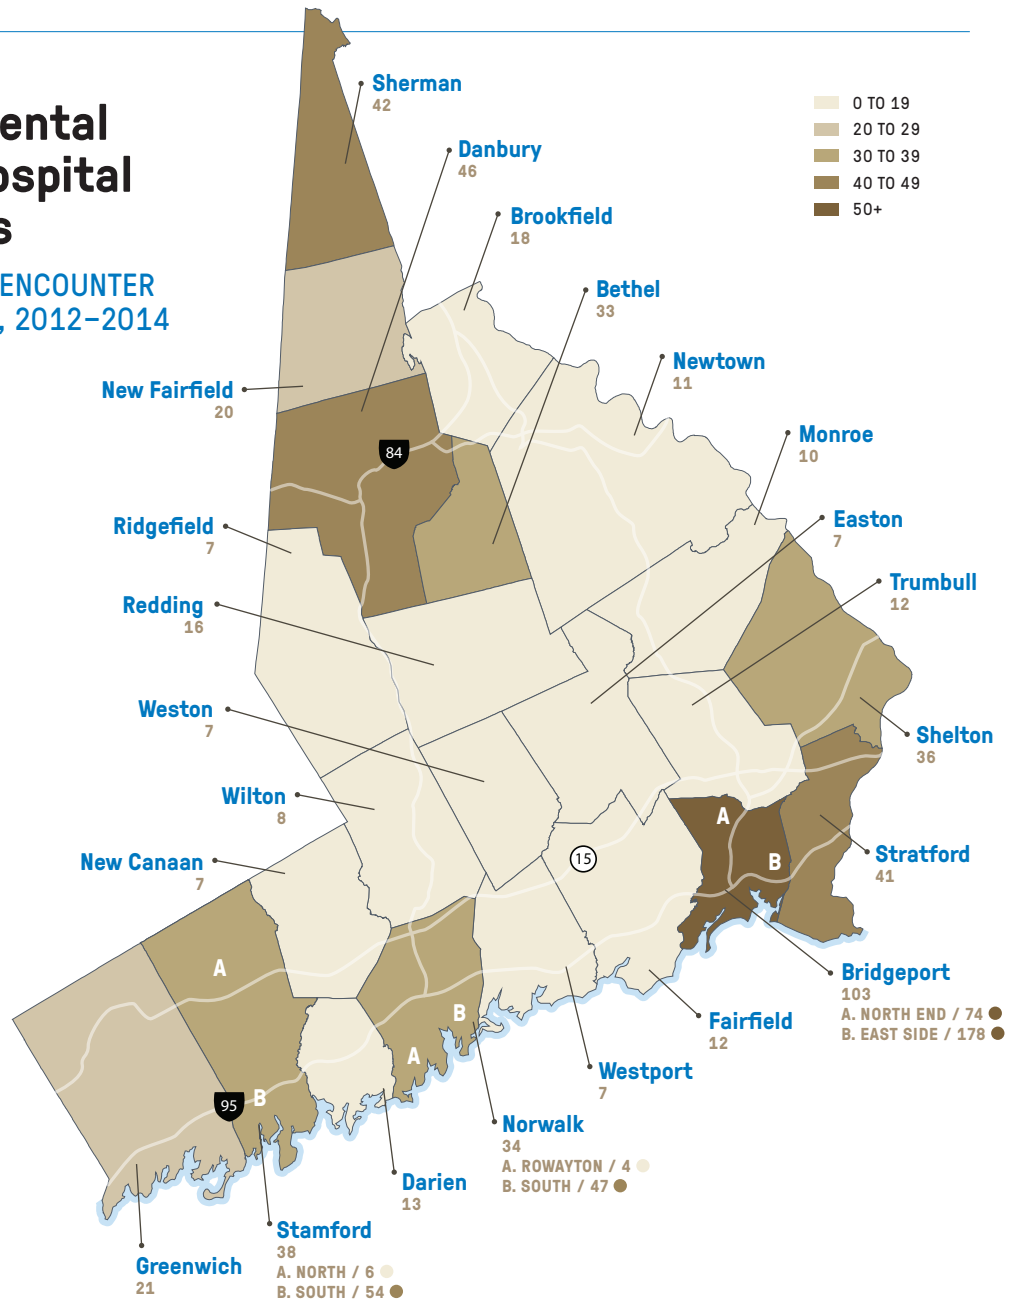 ental
ospital
s
ENCOUNTER
, 2012–2014
0 TO 19
20 TO 29
30 TO 39
40 TO 49
50+
Sherman
42
Danbury
46
Brookfield
18
Bethel
33
Newtown
11
New Fairfield
20
Monroe
10
84
Ridgefield
7
Easton
7
Trumbull
12
Redding
16
Weston
7
Shelton
36
Wilton
8
A
B
15
New Canaan
7
Stratford
41
A
B
A
Bridgeport
103
A. NORTH END / 74
B. EAST SIDE / 178
Fairfield
12
Westport
7
95
B
Norwalk
34
A. ROWAYTON / 4
B. SOUTH / 47
Darien
13
Stamford
38
A. NORTH / 6
B. SOUTH / 54
Greenwich
21